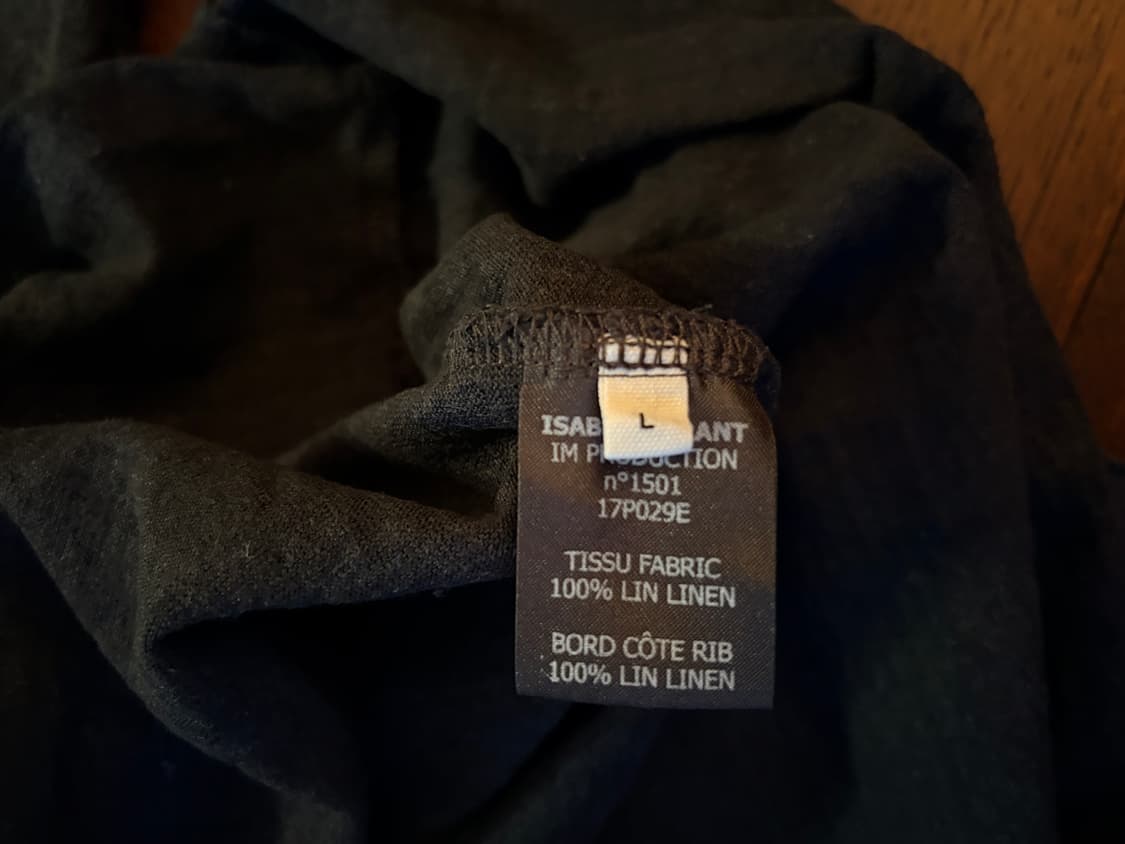 L
IM PRODUCTION
n°1501
17P029E
TISSU FABRIC
100% LIN LINEN
BORD CÔTE RIB
100% LIN LINEN